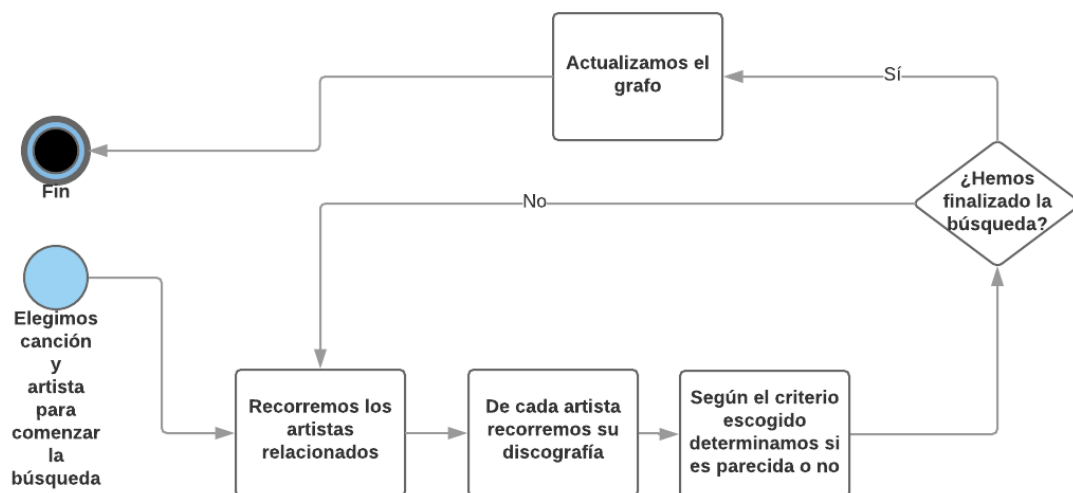 Actualizamos el
grafo
Sí
Fin
¿Hemos
finalizado la
búsqueda?
No
Elegimos
canción
y
artista
para
comenzar
la
búsqueda
Recorremos los
artistas
relacionados
De cada artista
recorremos su
discografía
Según el criterio
escogido
determinamos si
es parecida o no